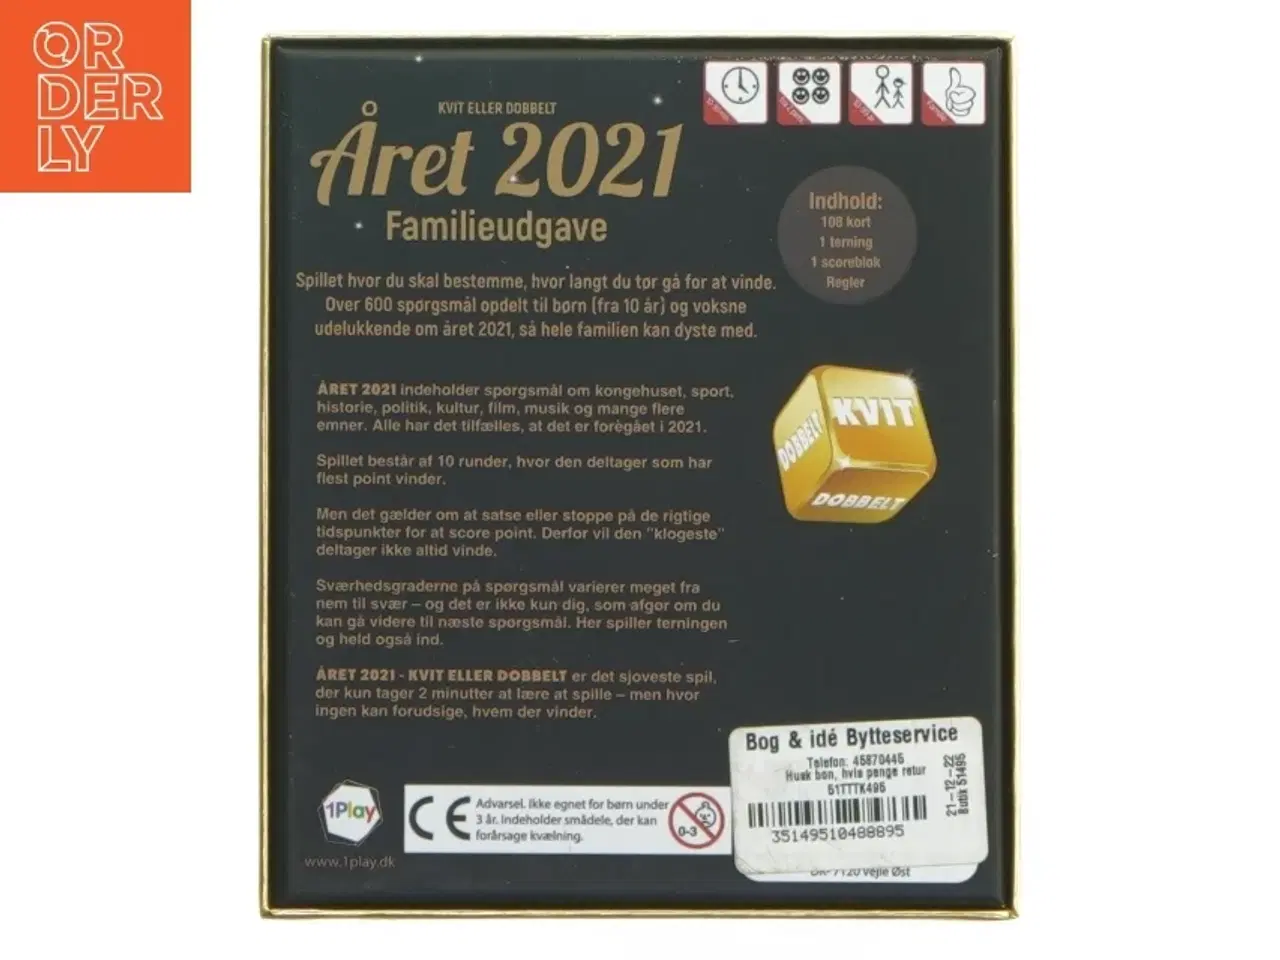 ORDERLY
KVIT ELLER DOBBELT
Året 2021
Familieudgave
Indhold:
108 kort
1 terning
1 scoreblok
Regler
Spillet hvor du skal bestemme, hvor langt du tør gå for at vinde.
Over 600 spørgsmål opdelt til børn (fra 10 år) og voksne
udelukkende om året 2021, så hele familien kan dyste med.
ÅRET 2021 indeholder spørgsmål om kongehuset, sport,
historie, politik, kultur, film, musik og mange flere
emner. Alle har det tilfælles, at det er foregået i 2021.
Spillet består af 10 runder, hvor den deltager som har
flest point vinder.
Men det gælder om at satse eller stoppe på de rigtige
tidspunkter for at score point. Derfor vil den "klogeste"
deltager ikke altid vinde.
Sværhedsgraderne på spørgsmål varierer meget fra
nem til svær – og det er ikke kun dig, som afgør om du
kan gå videre til næste spørgsmål. Her spiller terningen
og held også ind.
ÅRET 2021 - KVIT ELLER DOBBELT er det sjoveste spil,
der kun tager 2 minutter at lære at spille – men hvor
ingen kan forudsige, hvem der vinder.
KVIT
DOBBELT
DOBBELT
1Play
www.1play.dk
CE
Advarsel. Ikke egnet for børn under
3 år. Indeholder smådele, der kan
forårsage kvælning.
0-3
Bog & idé Bytteservice
Telefon: 45870445
Husk bon, hvis penge retur
51TTTK495
35149510488895
21-12-22
Butik 51495
DK-7120 Vejle Øst